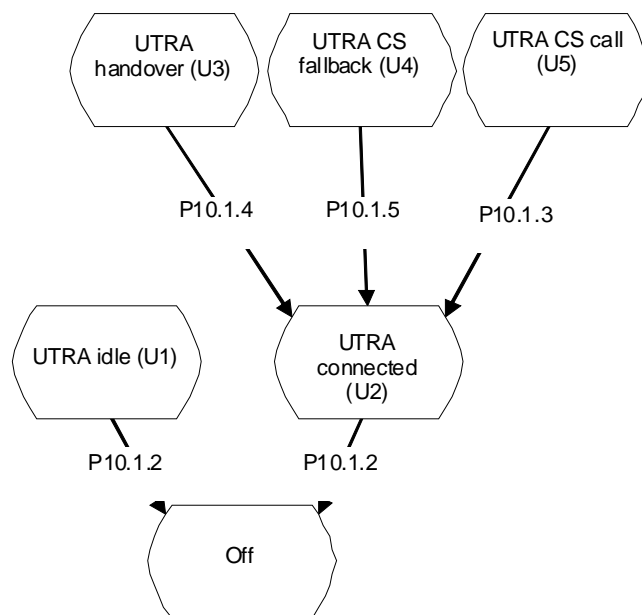 UTRA
handover (U3)
UTRA CS
fallback (U4)
UTRA CS call
(U5)
P10.1.4
P10.1.5
P10.1.3
UTRA idle (U1)
UTRA
connected
(U2)
P10.1.2
P10.1.2
Off